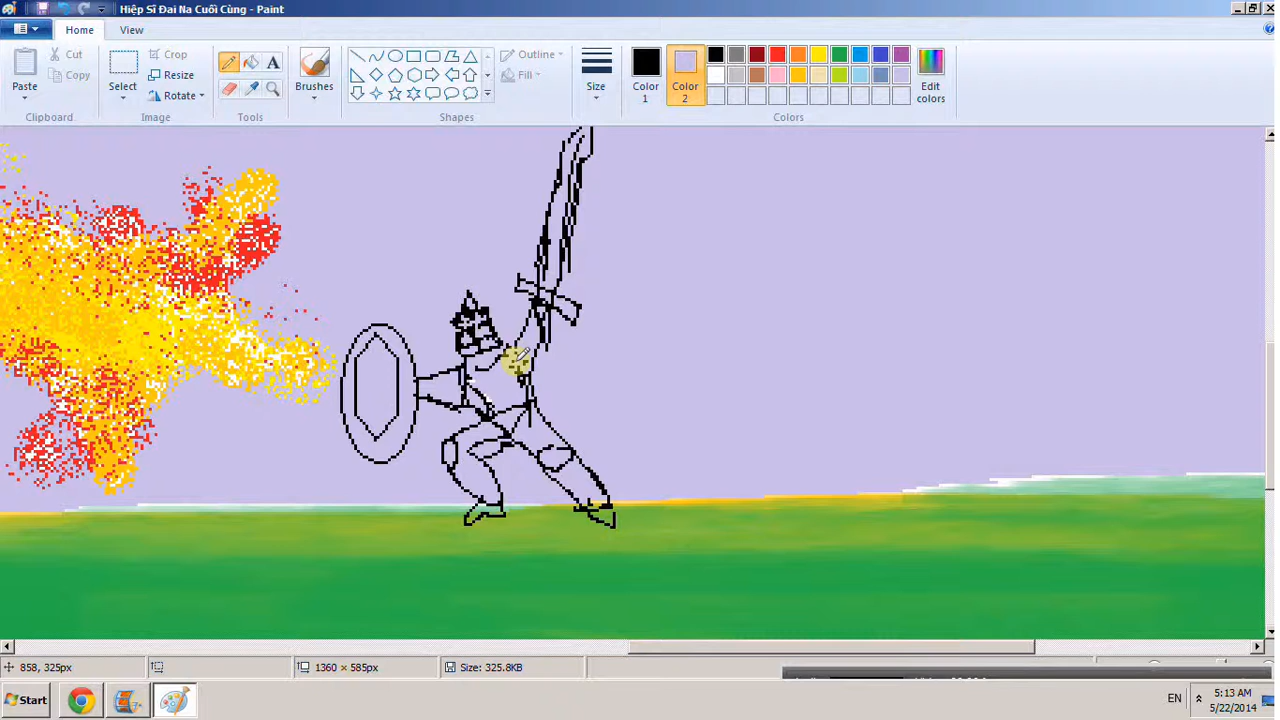 Hiệp Sĩ Đai Na Cuối Cùng - Paint
Home
View
Paste
Cut
Copy
Clipboard
Select
Crop
Resize
Rotate
Image
A
Tools
Brushes
Outline
Fill
Shapes
Size
Color 1
Color 2
Edit colors
Colors
858, 325px
1360 × 585px
Size: 325.8KB
Start
EN
5:13 AM
5/22/2014